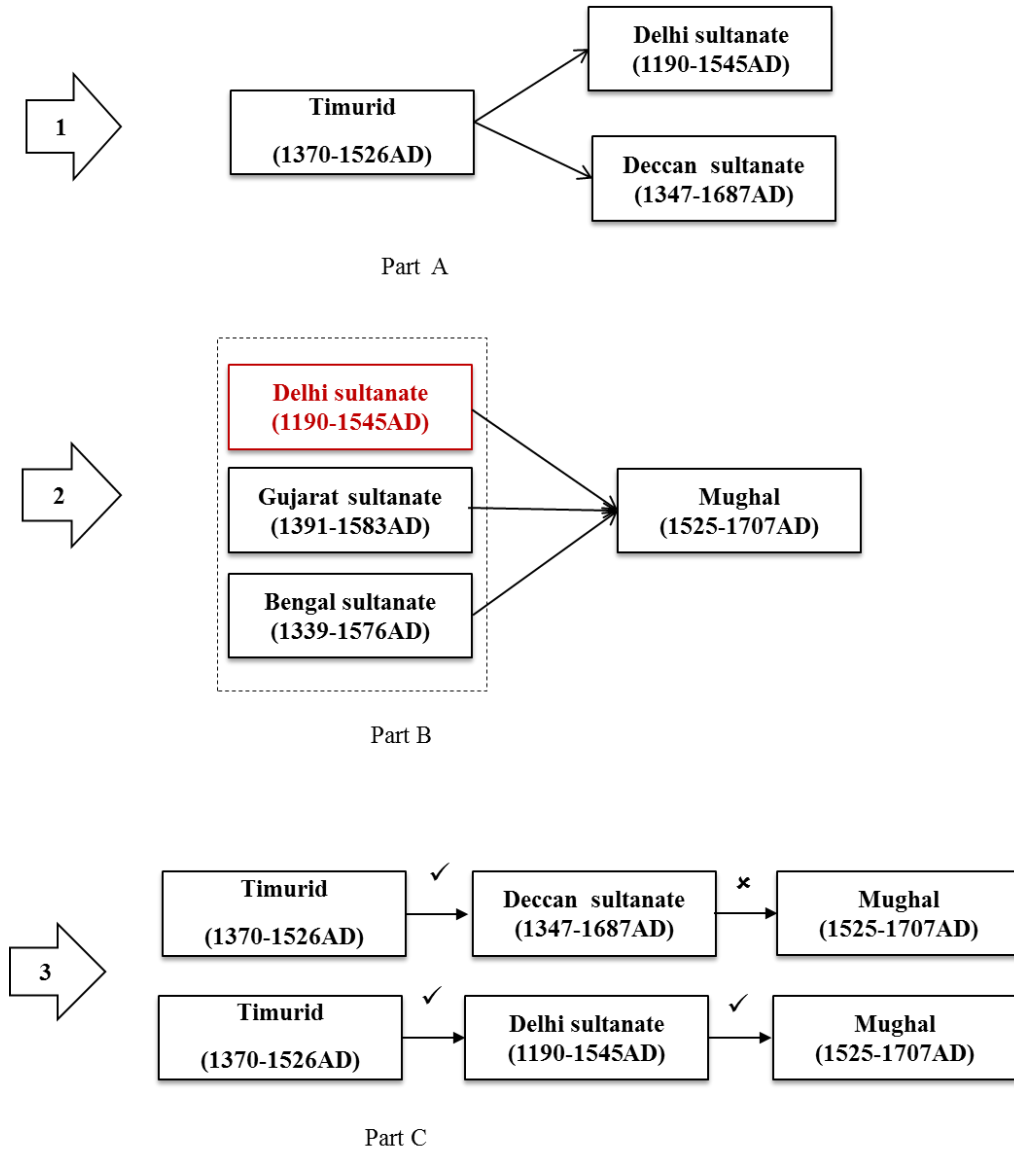 1
Timurid
(1370-1526AD)
Delhi sultanate
(1190-1545AD)
Deccan sultanate
(1347-1687AD)
Part A
2
Delhi sultanate
(1190-1545AD)
Gujarat sultanate
(1391-1583AD)
Bengal sultanate
(1339-1576AD)
Mughal
(1525-1707AD)
Part B
3
Timurid
(1370-1526AD)
✓
Deccan sultanate
(1347-1687AD)
×
Mughal
(1525-1707AD)
Timurid
(1370-1526AD)
✓
Delhi sultanate
(1190-1545AD)
✓
Mughal
(1525-1707AD)
Part C